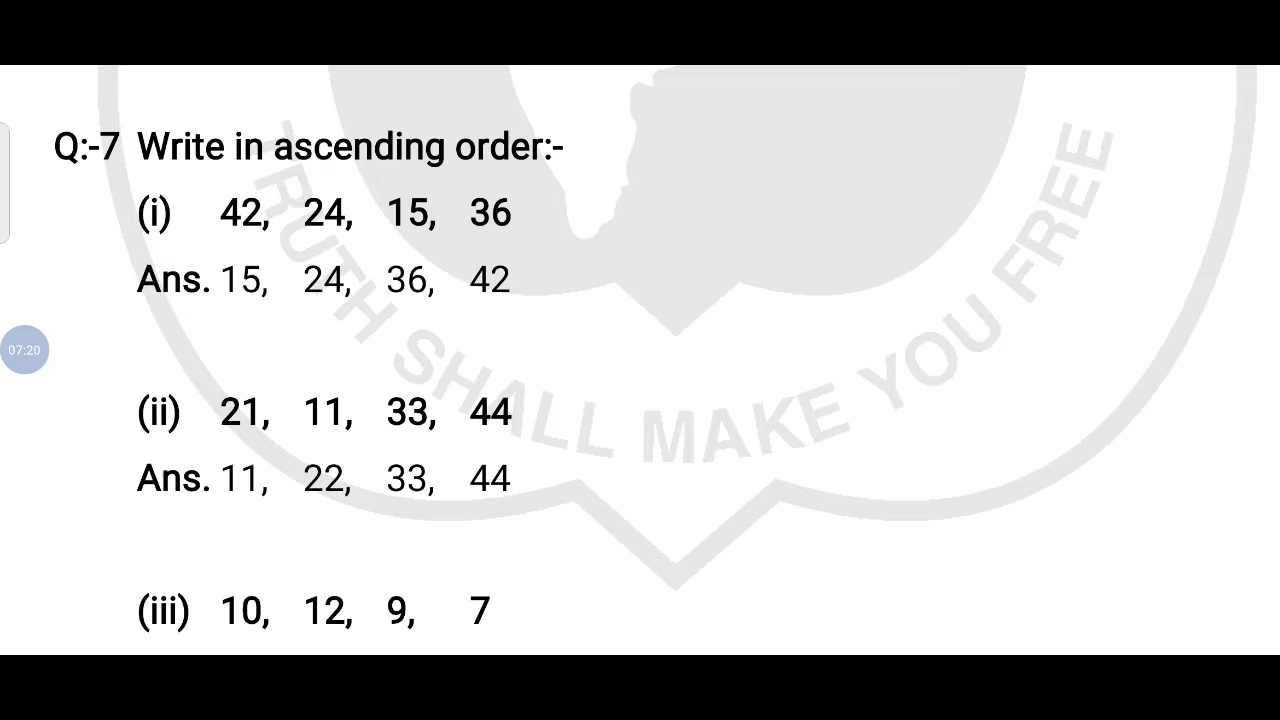 Q:-7 Write in ascending order:-
(i) 42, 24, 15, 36
Ans. 15, 24, 36, 42
07:20
(ii) 21, 11, 33, 44
Ans. 11, 22, 33, 44
(iii) 10, 12, 9, 7
TRUTH SHALL MAKE YOU FREE